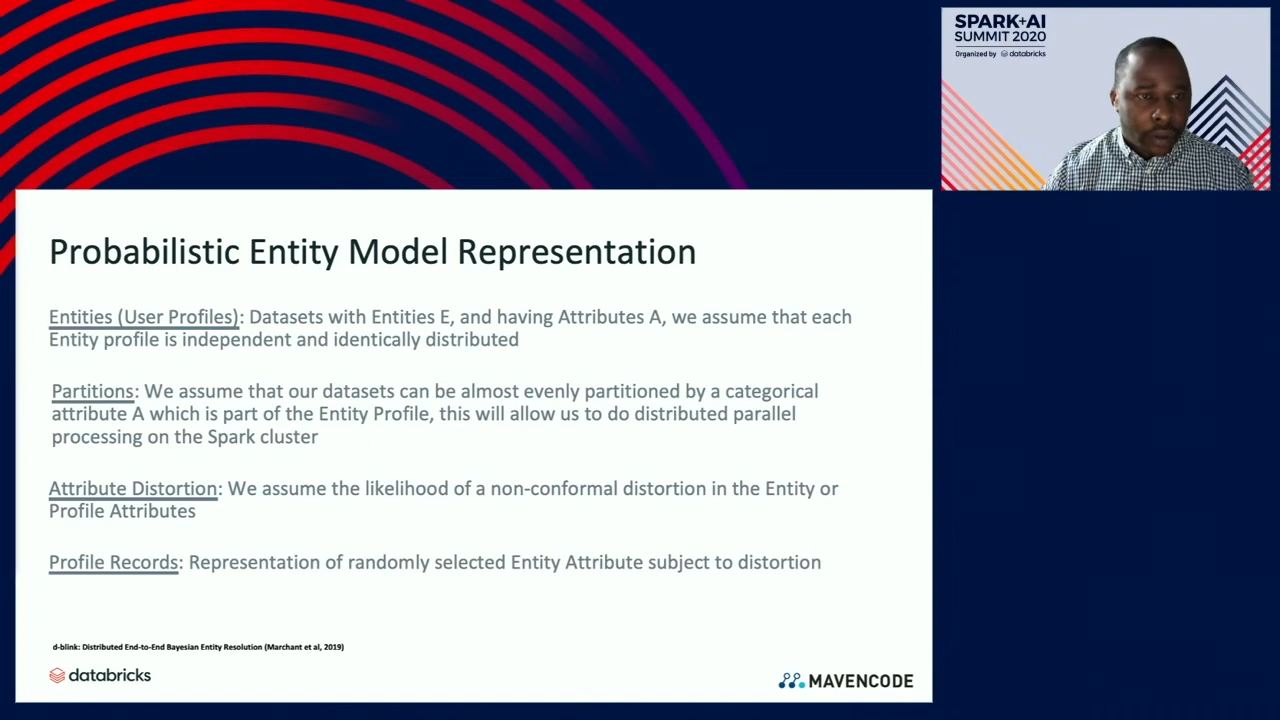 SPARK+AI
SUMMIT 2020
Organized by databricks
Probabilistic Entity Model Representation
Entities (User Profiles): Datasets with Entities E, and having Attributes A, we assume that each
Entity profile is independent and identically distributed
Partitions: We assume that our datasets can be almost evenly partitioned by a categorical
attribute A which is part of the Entity Profile, this will allow us to do distributed parallel
processing on the Spark cluster
Attribute Distortion: We assume the likelihood of a non-conformal distortion in the Entity or
Profile Attributes
Profile Records: Representation of randomly selected Entity Attribute subject to distortion
d-blink: Distributed End-to-End Bayesian Entity Resolution (Marchant et al, 2019)
databricks
MAVENCODE